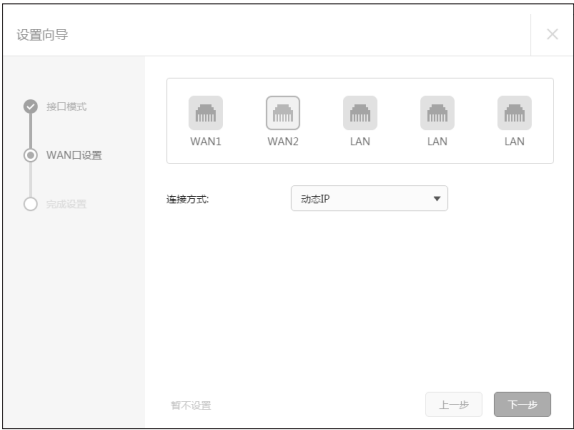 设置向导
接口模式
WAN口设置
完成设置
WAN1 WAN2 LAN LAN LAN
连接方式: 动态IP
暂不设置 上一步 下一步